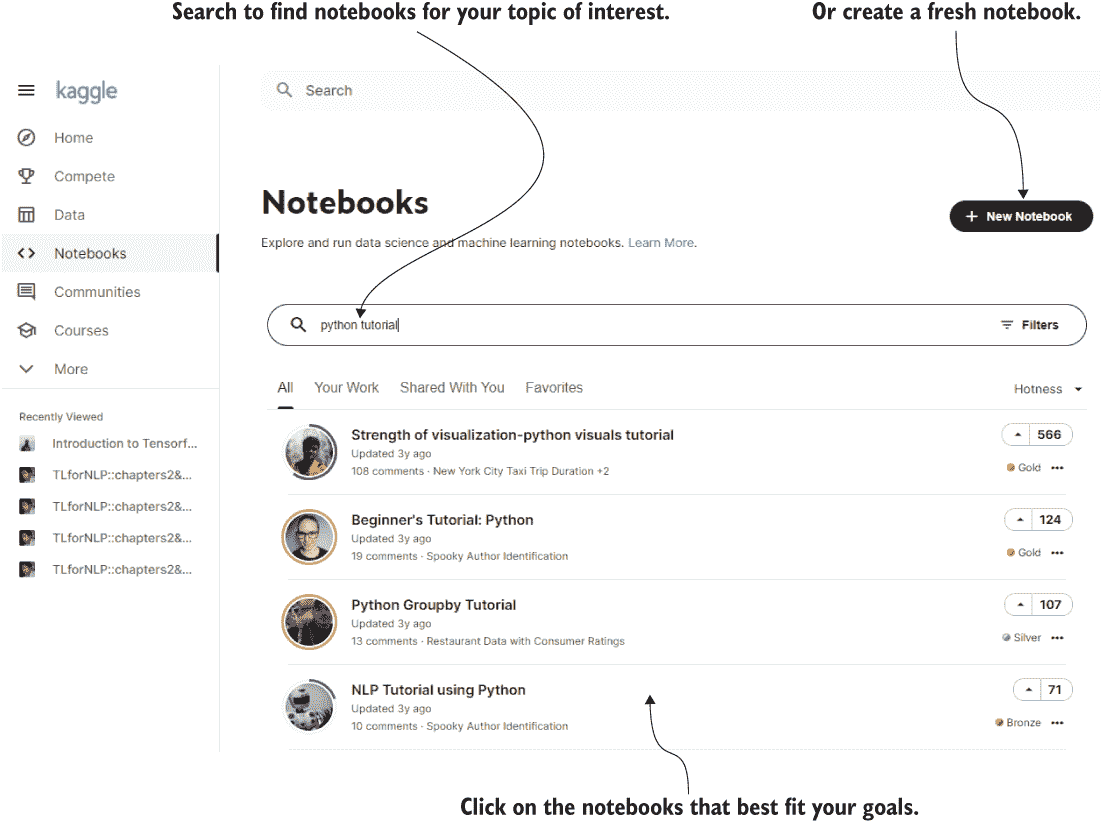 Search to find notebooks for your topic of interest.
Or create a fresh notebook.
kaggle
Home
Compete
Data
Notebooks
Communities
Courses
More
Recently Viewed
Introduction to Tensorf...
TLforNLP::chapters2&...
TLforNLP::chapters2&...
TLforNLP::chapters2&...
TLforNLP::chapters2&...
Search
Notebooks
+ New Notebook
Explore and run data science and machine learning notebooks. Learn More.
python tutorial
Filters
All Your Work Shared With You Favorites
Hotness
Strength of visualization-python visuals tutorial
566
Updated 3y ago
108 comments · New York City Taxi Trip Duration +2
Gold
Beginner's Tutorial: Python
124
Updated 3y ago
19 comments · Spooky Author Identification
Gold
Python Groupby Tutorial
107
Updated 3y ago
13 comments · Restaurant Data with Consumer Ratings
Silver
NLP Tutorial using Python
71
Updated 3y ago
10 comments · Spooky Author Identification
Bronze
Click on the notebooks that best fit your goals.